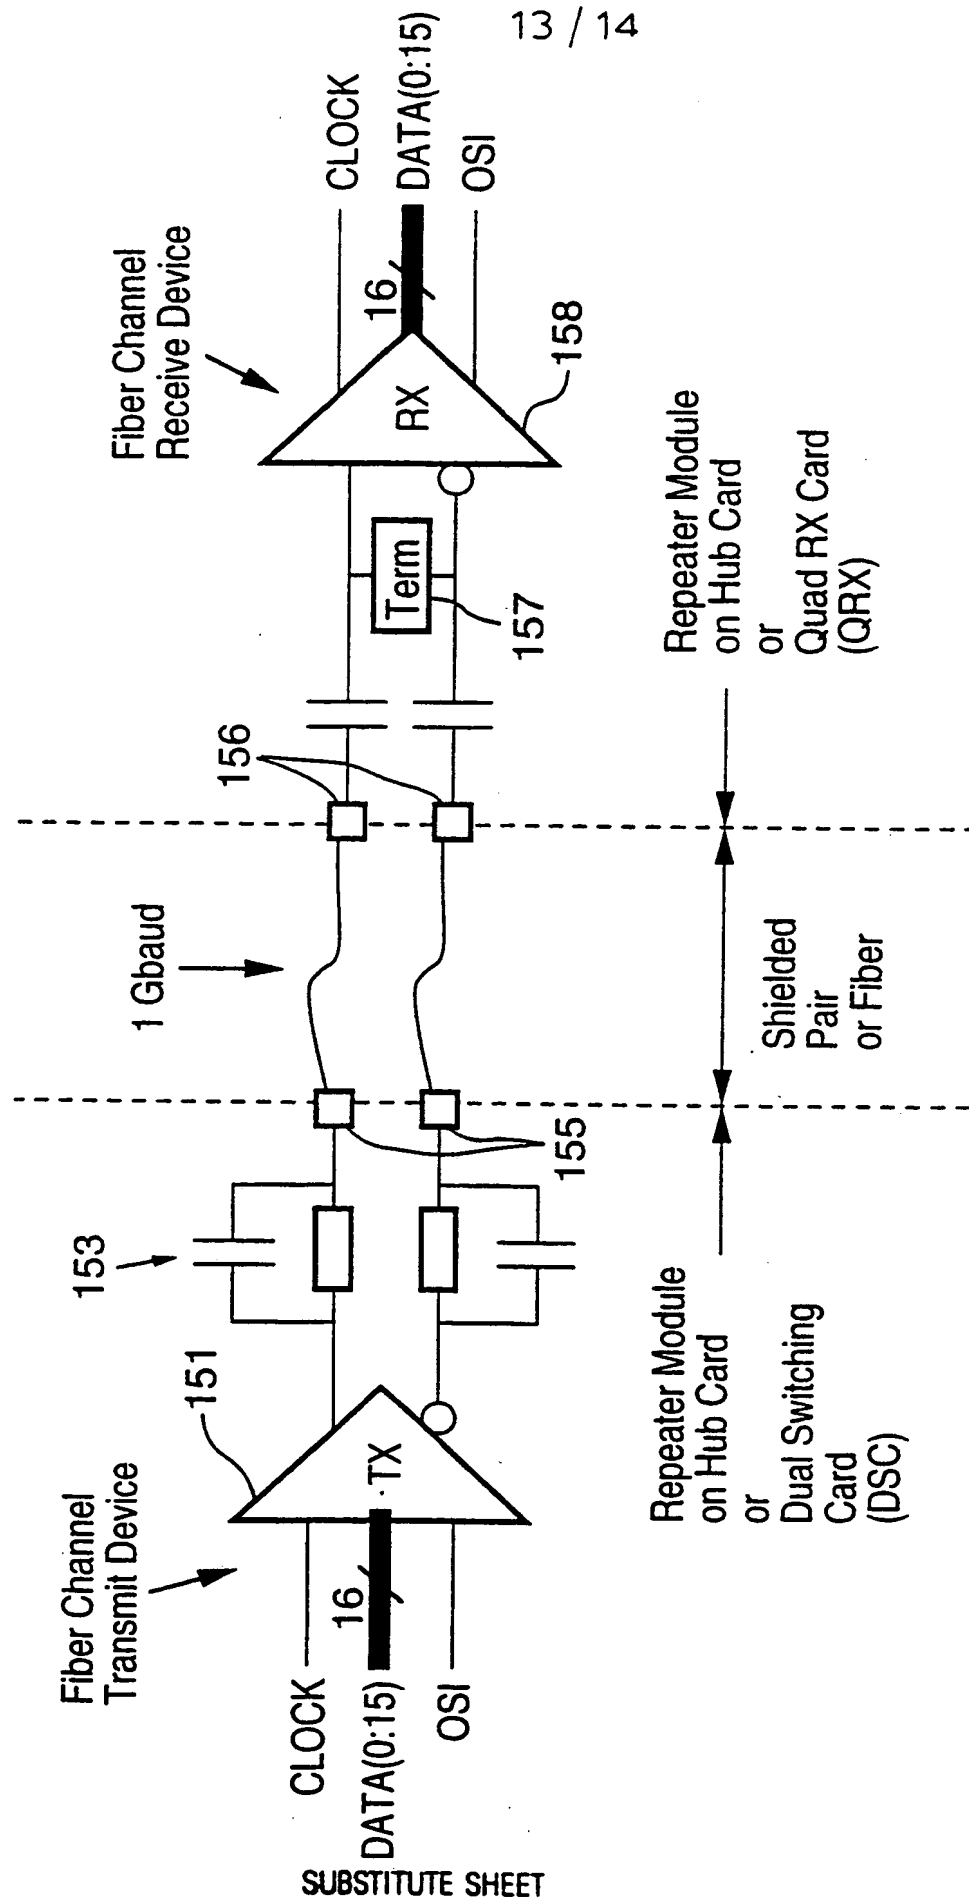 13 / 14
Fiber Channel
Transmit Device
151
153
1 Gbaud
156
Fiber Channel
Receive Device
CLOCK
DATA(0:15)
OSI
16
TX
155
Term
157
RX
158
16
CLOCK
DATA(0:15)
OSI
Repeater Module
on Hub Card
or
Dual Switching
Card
(DSC)
Shielded
Pair
or Fiber
Repeater Module
on Hub Card
or
Quad RX Card
(QRX)
SUBSTITUTE SHEET